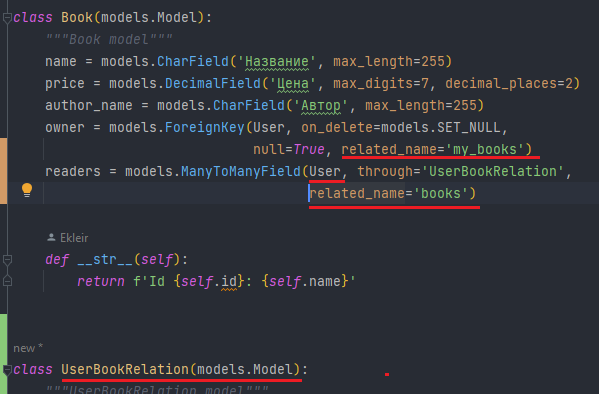 class Book(models.Model):
"""Book model"""
name = models.CharField('Название', max_length=255)
price = models.DecimalField('Цена', max_digits=7, decimal_places=2)
author_name = models.CharField('Автор', max_length=255)
owner = models.ForeignKey(User, on_delete=models.SET_NULL,
null=True, related_name='my_books')
readers = models.ManyToManyField(User, through='UserBookRelation',
related_name='books')
Ekleir
def __str__(self):
return f'Id {self.id}: {self.name}'
new *
class UserBookRelation(models.Model):
"""UserBookRelation model"""